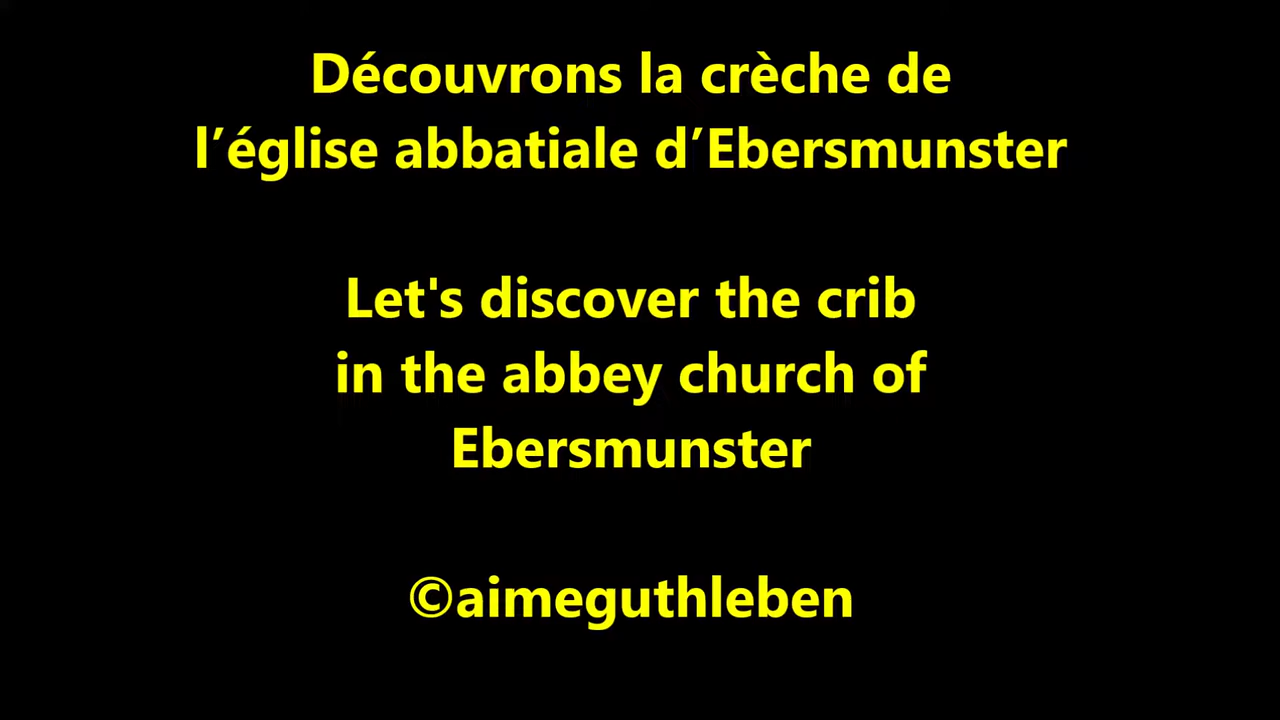 Découvrons la crèche de
l’église abbatiale d’Ebersmunster
Let's discover the crib
in the abbey church of
Ebersmunster
©aimeguthleben